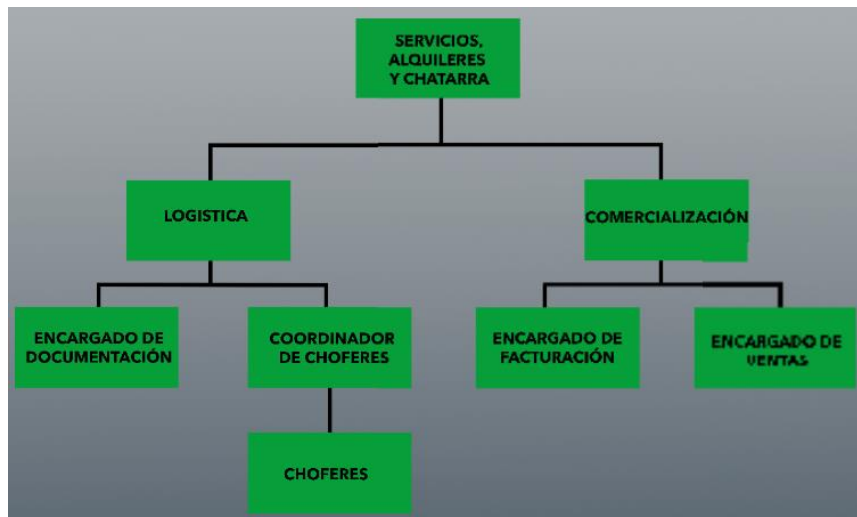 SERVICIOS,
ALQUILERES
Y CHATARRA
LOGISTICA
COMERCIALIZACIÓN
ENCARGADO DE
DOCUMENTACIÓN
COORDINADOR
DE CHOFERES
ENCARGADO DE
FACTURACIÓN
ENCARGADO DE
VENTAS
CHOFERES